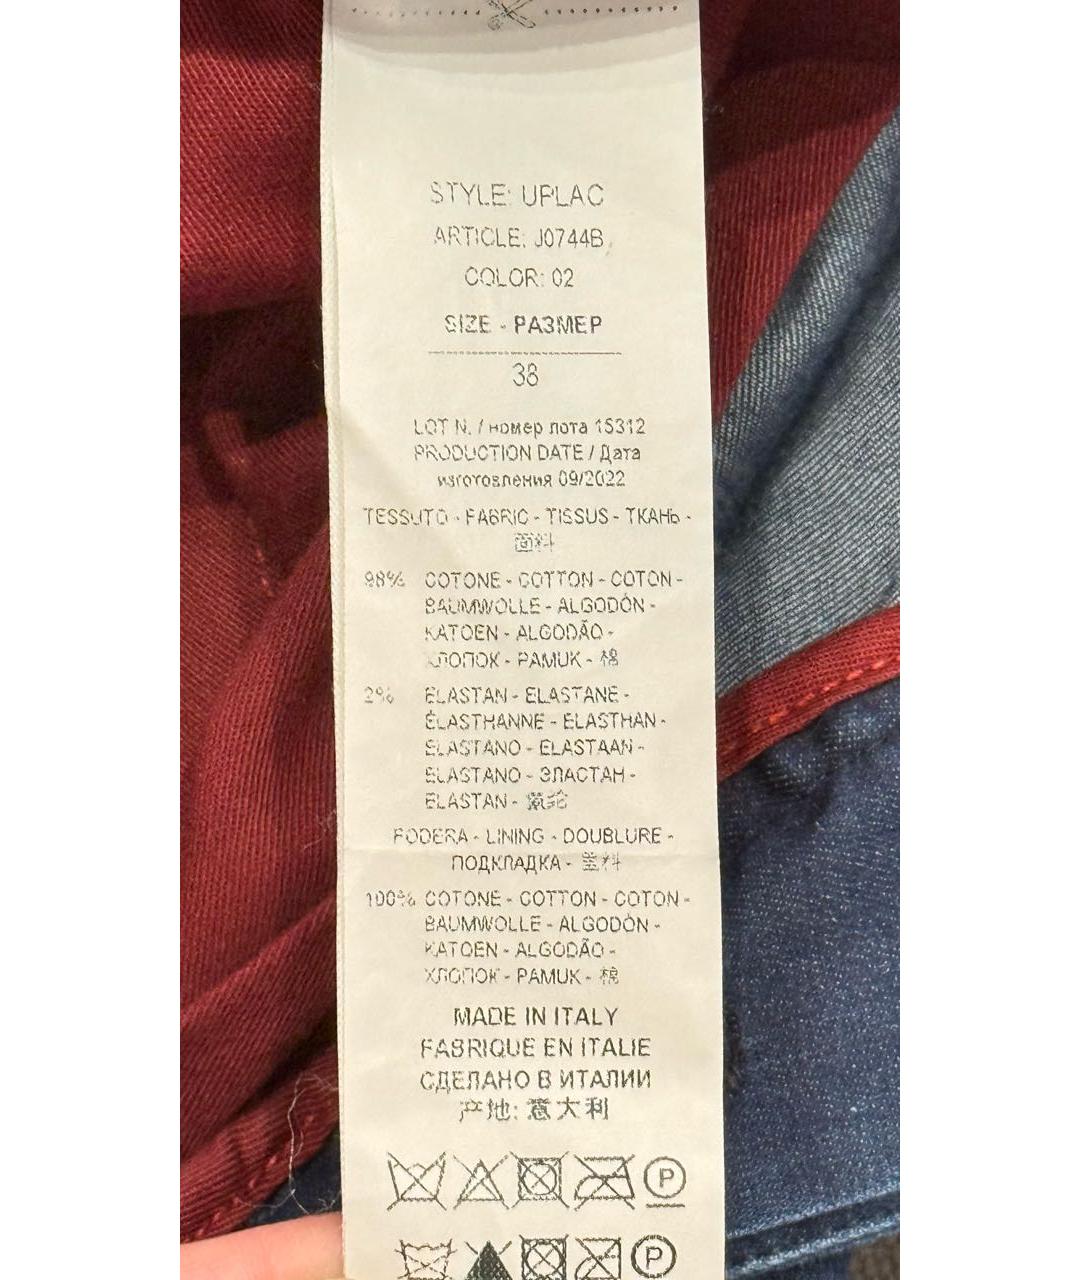 STYLE: UPLAC
ARTICLE: J0744B
COLOR: 02
SIZE - РАЗМЕР
38
LOT N. / номер лота 15312
PRODUCTION DATE / Дата
изготовления 09/2022
TESSUTO - FABRIC - TISSUS - ТКАНЬ -
面料
98% COTONE - COTTON - COTON -
BAUMWOLLE - ALGODÓN -
KATOEN - ALGODÃO -
ХЛОПОК - PAMUK - 棉
2% ELASTAN - ELASTANE -
ÉLASTHANNE - ELASTHAN -
ELASTANO - ELASTAAN -
ELASTANO - ЭЛАСТАН -
ELASTAN - 氨纶
FODERA - LINING - DOUBLURE -
ПОДКЛАДКА - 里料
100% COTONE - COTTON - COTON -
BAUMWOLLE - ALGODÓN -
KATOEN - ALGODÃO -
ХЛОПОК - PAMUK - 棉
MADE IN ITALY
FABRIQUE EN ITALIE
СДЕЛАНО В ИТАЛИИ
产地: 意大利
P
P